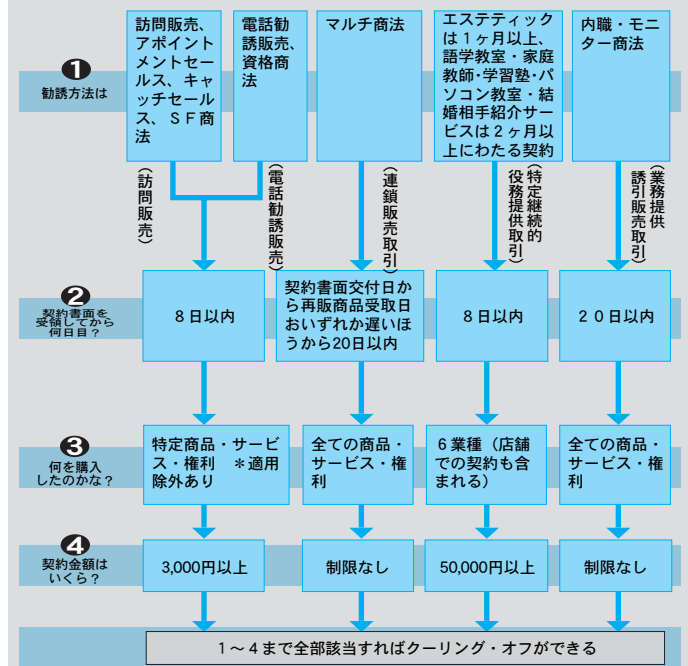 ❶
勧誘方法は
訪問販売、
アポイント
メントセー
ルス、キャ
ッチセール
ス、ＳＦ商
法
電話勧
誘販売、
資格商
法
マルチ商法
エステティック
は１ヶ月以上、
語学教室・家庭
教師・学習塾・パ
ソコン教室・結
婚相手紹介サー
ビスは２ヶ月以
上にわたる契約
内職・モニ
ター商法
（訪問販売）
（電話勧誘販売）
（連鎖販売取引）
（特定継続的
役務提供取引）
（業務提供
誘引販売取引）
❷
契約書面を
受領してから
何日目？
８日以内
契約書面交付日か
ら再販商品受取日
おいずれか遅いほ
うから20日以内
８日以内
２０日以内
❸
何を購入
したのかな？
特定商品・サービ
ス・権利　＊適用
除外あり
全ての商品・
サービス・権
利
６業種（店舗
での契約も含
まれる）
全ての商品・
サービス・権
利
❹
契約金額は
いくら？
3,000円以上
制限なし
50,000円以上
制限なし
１～４まで全部該当すればクーリング・オフができる